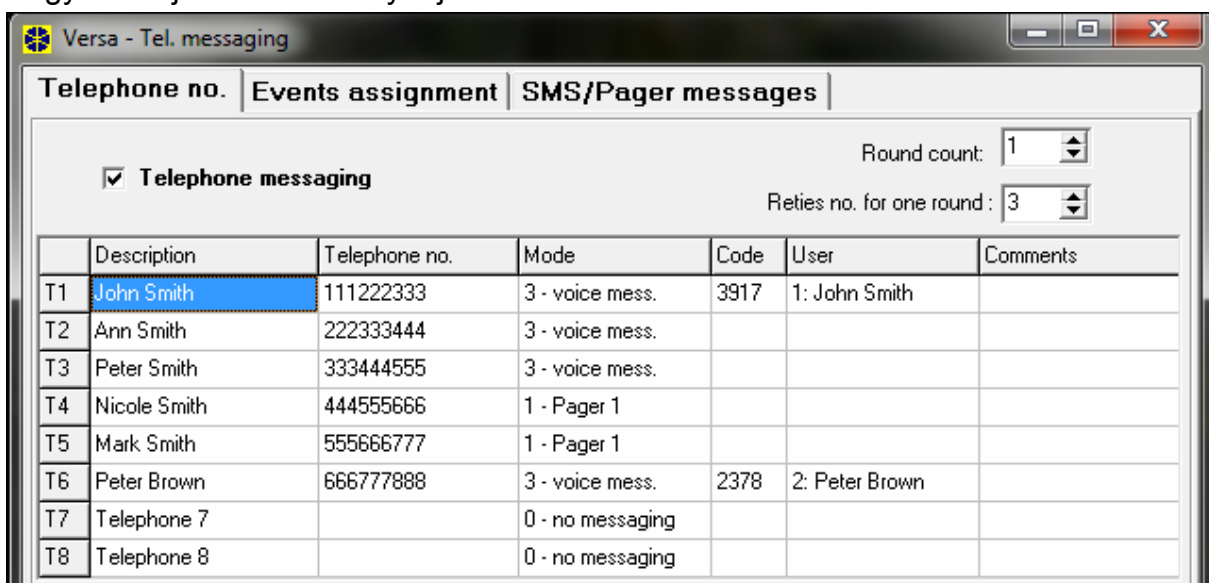 Versa - Tel. messaging
Telephone no. Events assignment SMS/Pager messages
Round count: 1
Telephone messaging
Reties no. for one round : 3
Description Telephone no. Mode Code User Comments
T1 John Smith 111222333 3 - voice mess. 3917 1: John Smith
T2 Ann Smith 222333444 3 - voice mess.
T3 Peter Smith 333444555 3 - voice mess.
T4 Nicole Smith 444555666 1 - Pager 1
T5 Mark Smith 555666777 1 - Pager 1
T6 Peter Brown 666777888 3 - voice mess. 2378 2: Peter Brown
T7 Telephone 7 0 - no messaging
T8 Telephone 8 0 - no messaging